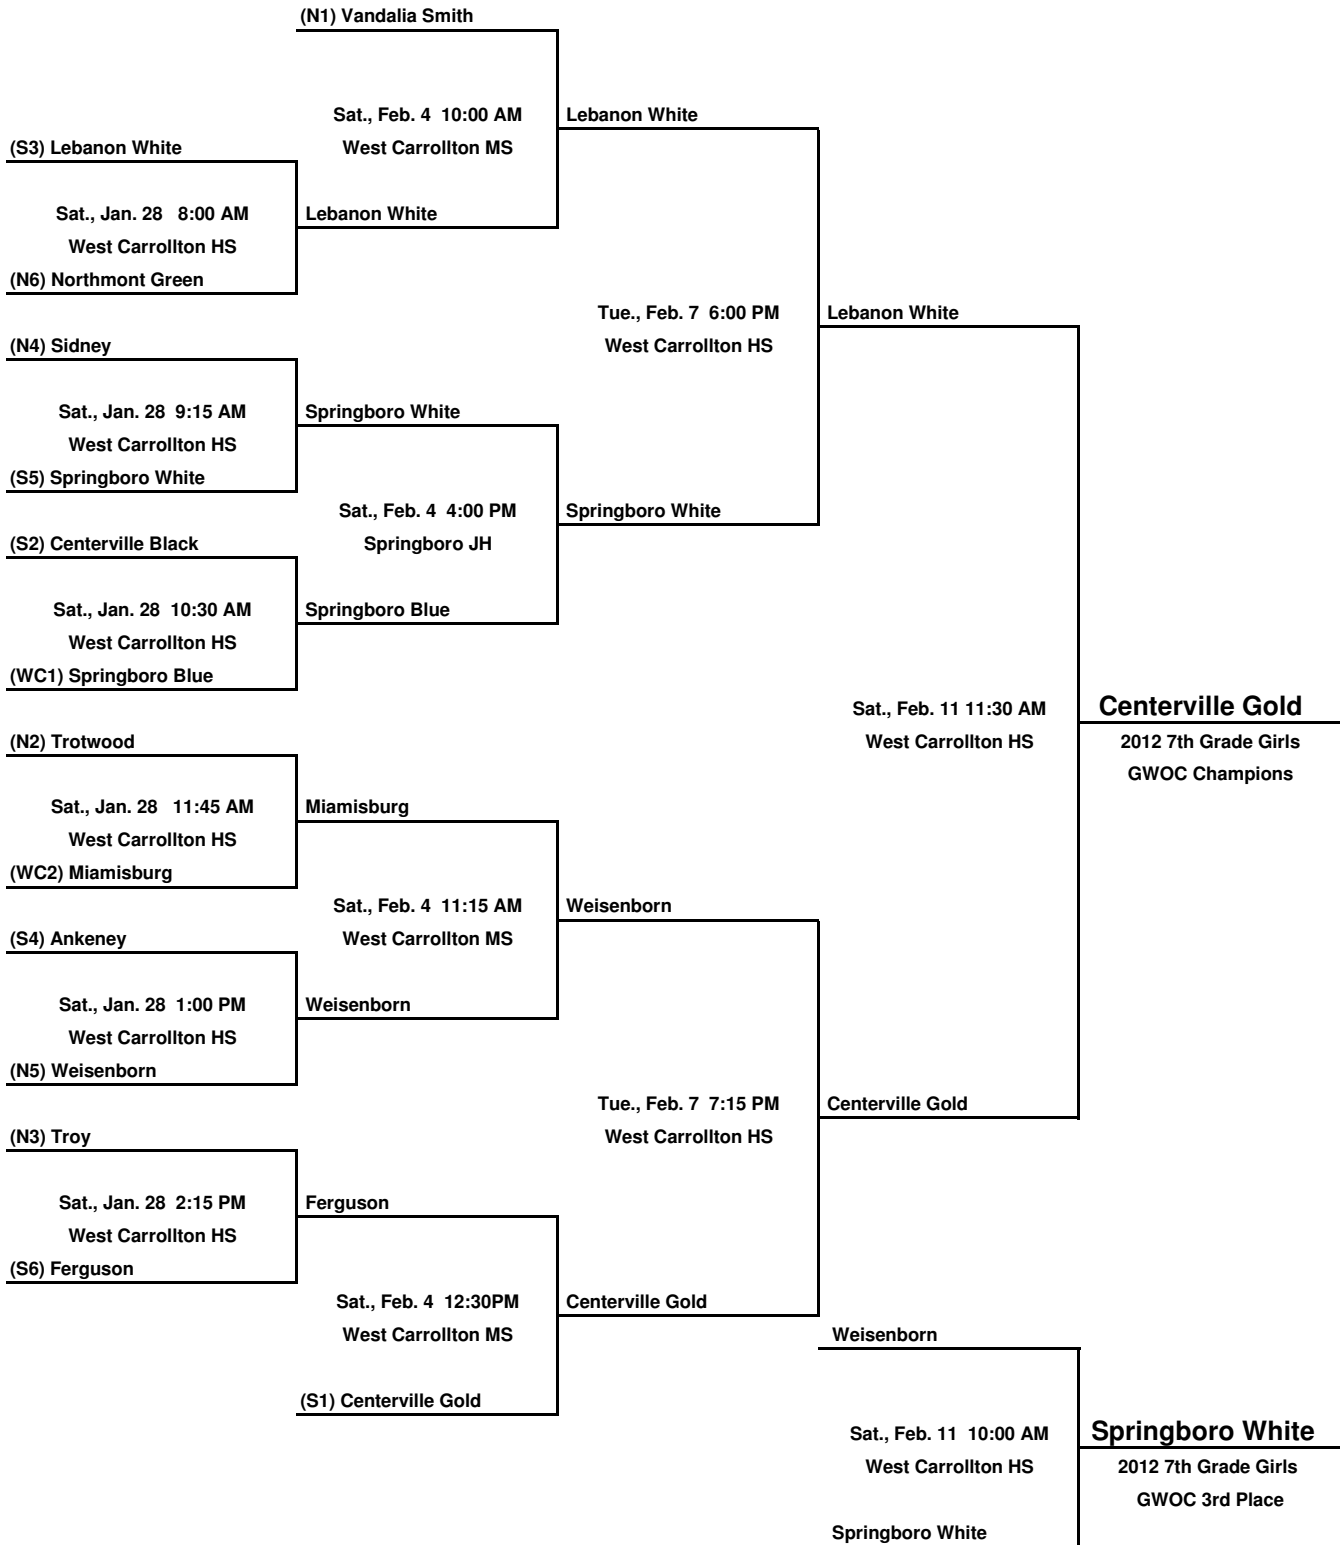 (N1) Vandalia Smith
Sat., Feb. 4 10:00 AM
West Carrollton MS
Lebanon White
(S3) Lebanon White
Sat., Jan. 28 8:00 AM
West Carrollton HS
Lebanon White
(N6) Northmont Green
Tue., Feb. 7 6:00 PM
West Carrollton HS
Lebanon White
(N4) Sidney
Sat., Jan. 28 9:15 AM
West Carrollton HS
Springboro White
(S5) Springboro White
Sat., Feb. 4 4:00 PM
Springboro JH
Springboro White
(S2) Centerville Black
Sat., Jan. 28 10:30 AM
West Carrollton HS
Springboro Blue
(WC1) Springboro Blue
Sat., Feb. 11 11:30 AM
West Carrollton HS
Centerville Gold
2012 7th Grade Girls
GWOC Champions
(N2) Trotwood
Sat., Jan. 28 11:45 AM
West Carrollton HS
Miamisburg
(WC2) Miamisburg
Sat., Feb. 4 11:15 AM
West Carrollton MS
Weisenborn
(S4) Ankeney
Sat., Jan. 28 1:00 PM
West Carrollton HS
Weisenborn
(N5) Weisenborn
Tue., Feb. 7 7:15 PM
West Carrollton HS
Centerville Gold
(N3) Troy
Sat., Jan. 28 2:15 PM
West Carrollton HS
Ferguson
(S6) Ferguson
Sat., Feb. 4 12:30PM
West Carrollton MS
Centerville Gold
(S1) Centerville Gold
Weisenborn
Sat., Feb. 11 10:00 AM
West Carrollton HS
Springboro White
2012 7th Grade Girls
GWOC 3rd Place
Springboro White